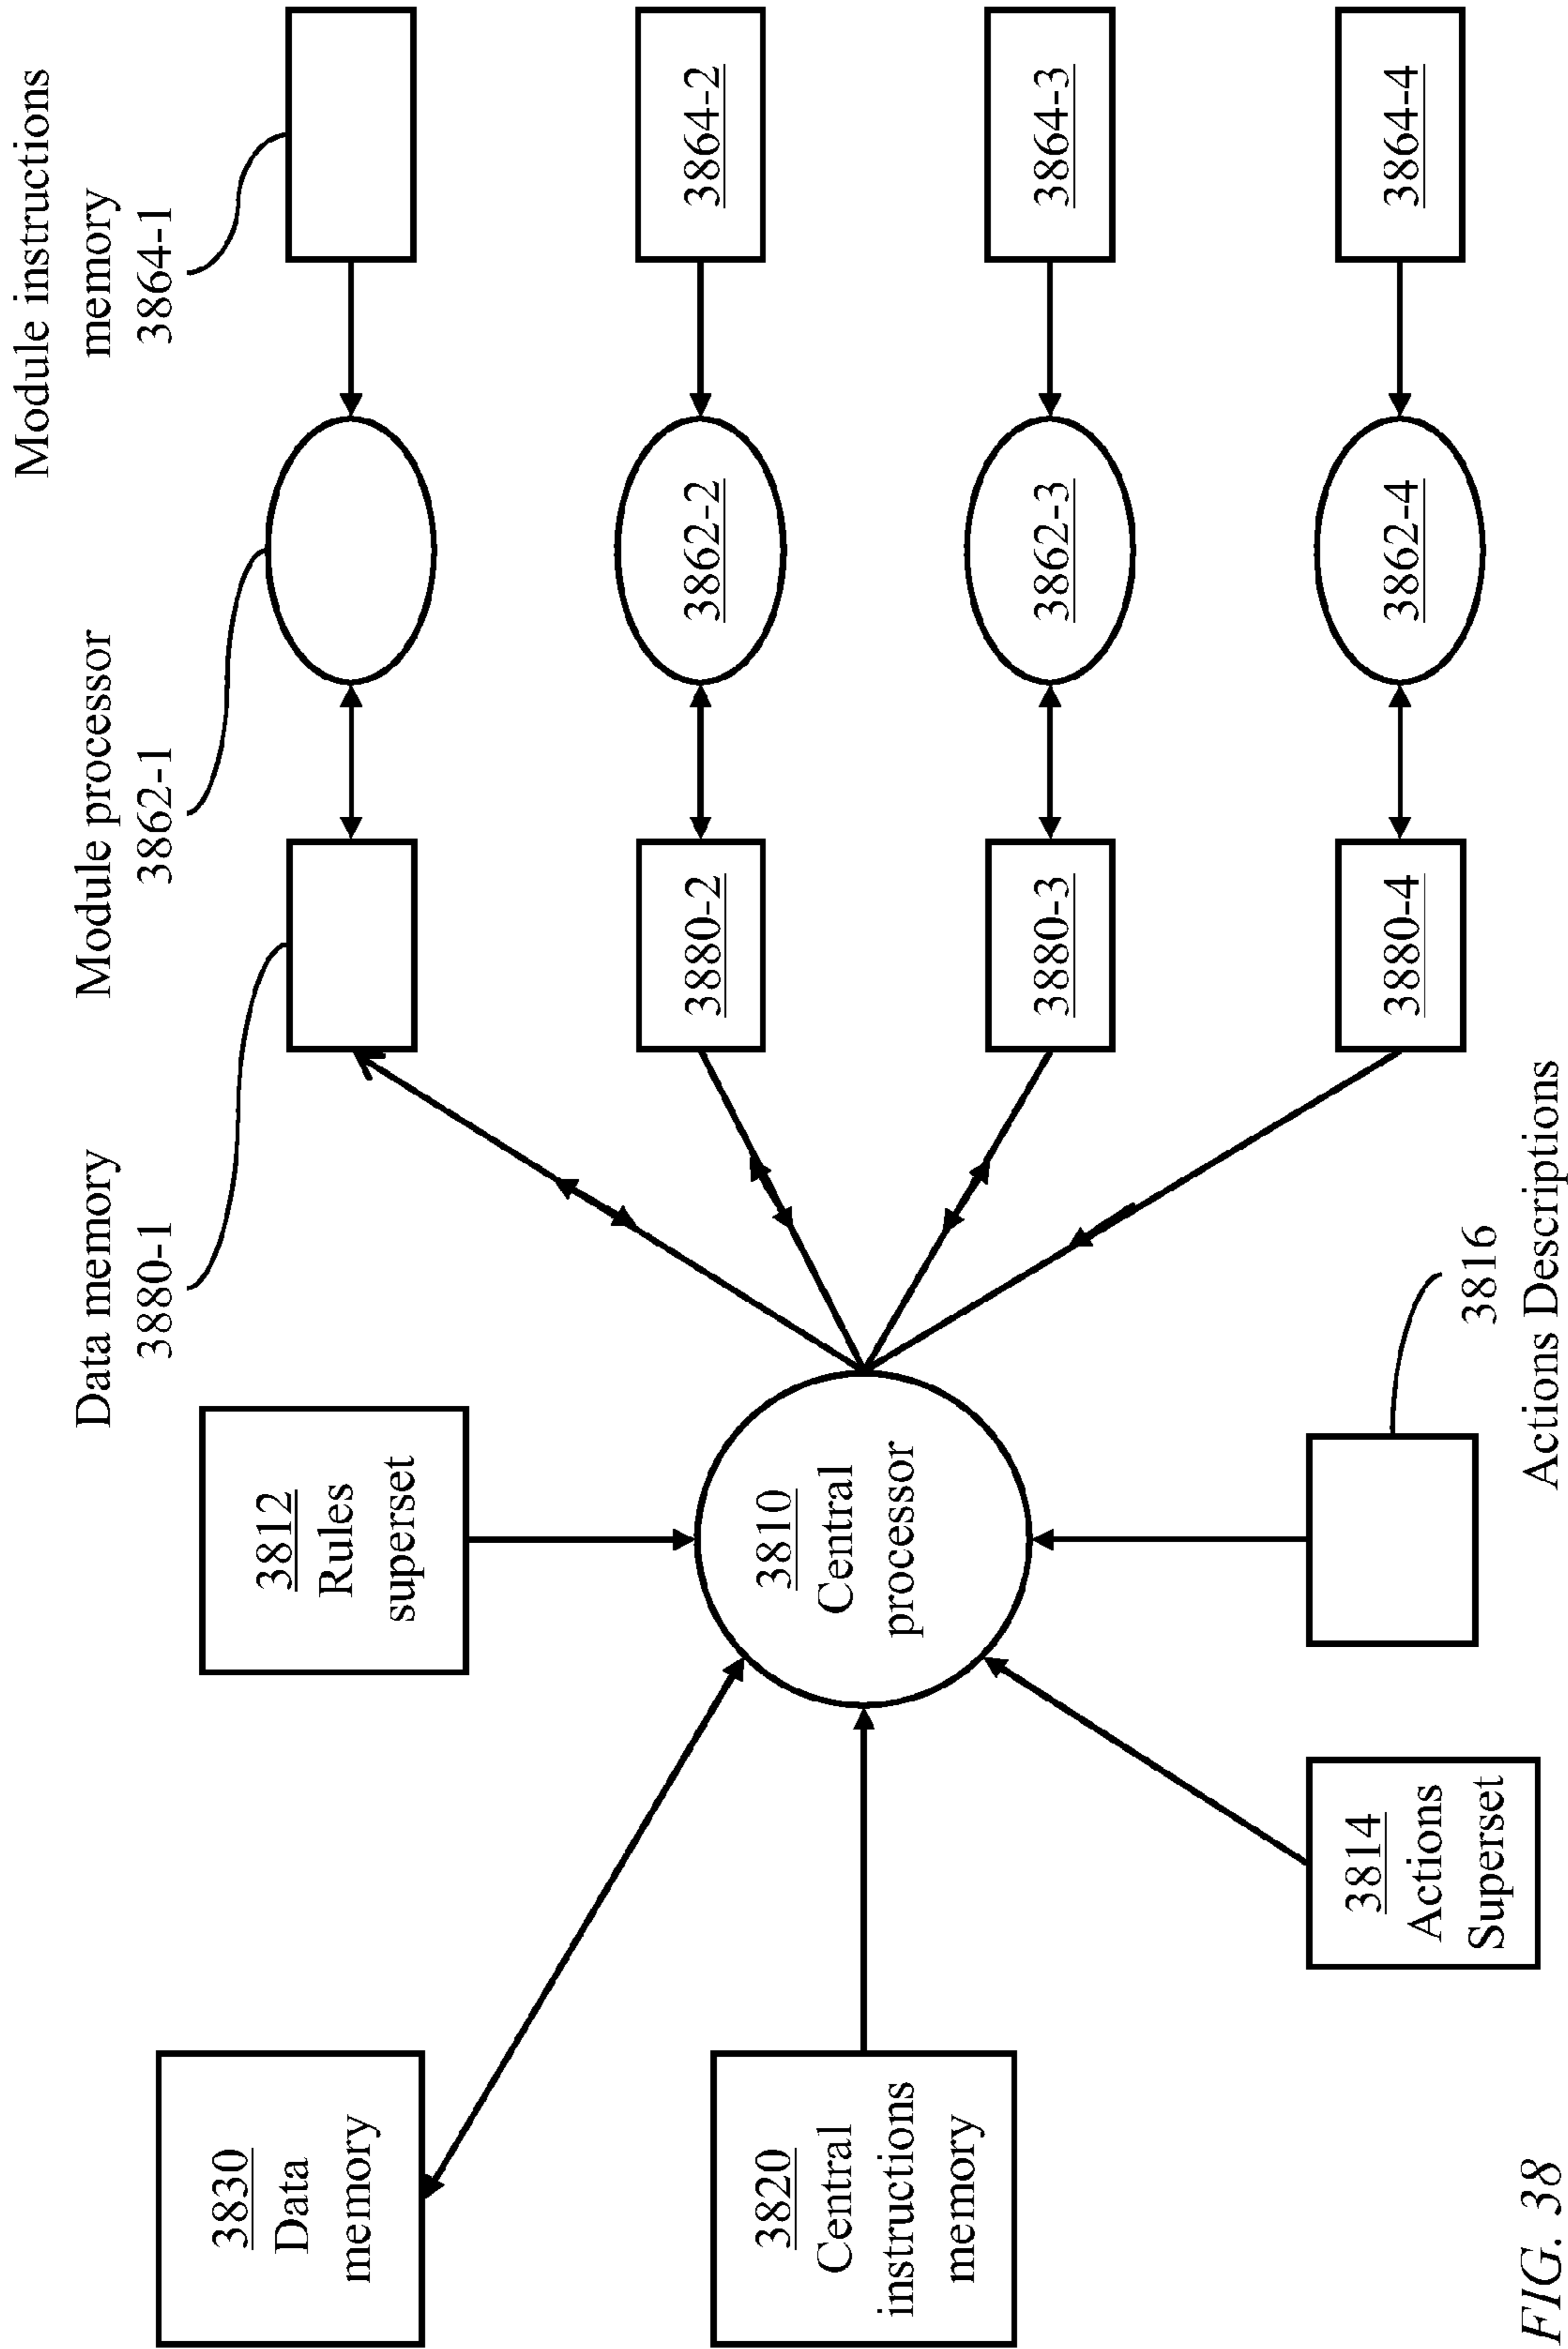 Module instructions
memory
3864-1
Module processor
3862-1
Data memory
3880-1
3864-2
3862-2
3880-2
3864-3
3862-3
3880-3
3864-4
3862-4
3880-4
3812
Rules
superset
3810
Central
processor
3816
Actions Descriptions
3814
Actions
Superset
3830
Data
memory
3820
Central
instructions
memory
FIG. 38